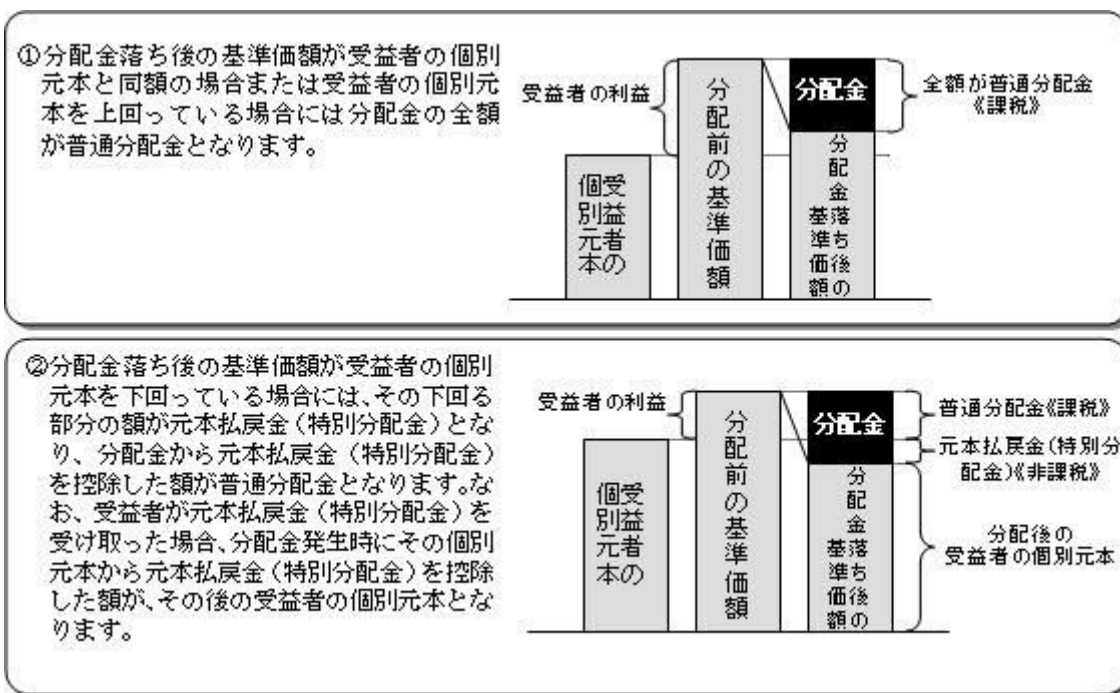 ①分配金落ち後の基準価額が受益者の個別
元本と同額の場合または受益者の個別元
本を上回っている場合には分配金の全額
が普通分配金となります。
受益者の利益
受益者の
個別元本
分配前の基準価額
分配金
分配金落ち後の
基準価額
全額が普通分配金
《課税》
②分配金落ち後の基準価額が受益者の個別
元本を下回っている場合には、その下回る
部分の額が元本払戻金(特別分配金)とな
り、分配金から元本払戻金(特別分配金)
を控除した額が普通分配金となります。な
お、受益者が元本払戻金(特別分配金)を
受け取った場合、分配金発生時にその個別
元本から元本払戻金(特別分配金)を控除
した額が、その後の受益者の個別元本とな
ります。
受益者の利益
受益者の
個別元本
分配前の基準価額
分配金
分配金落ち後の
基準価額
普通分配金《課税》
元本払戻金(特別分
配金)《非課税》
分配後の
受益者の個別元本